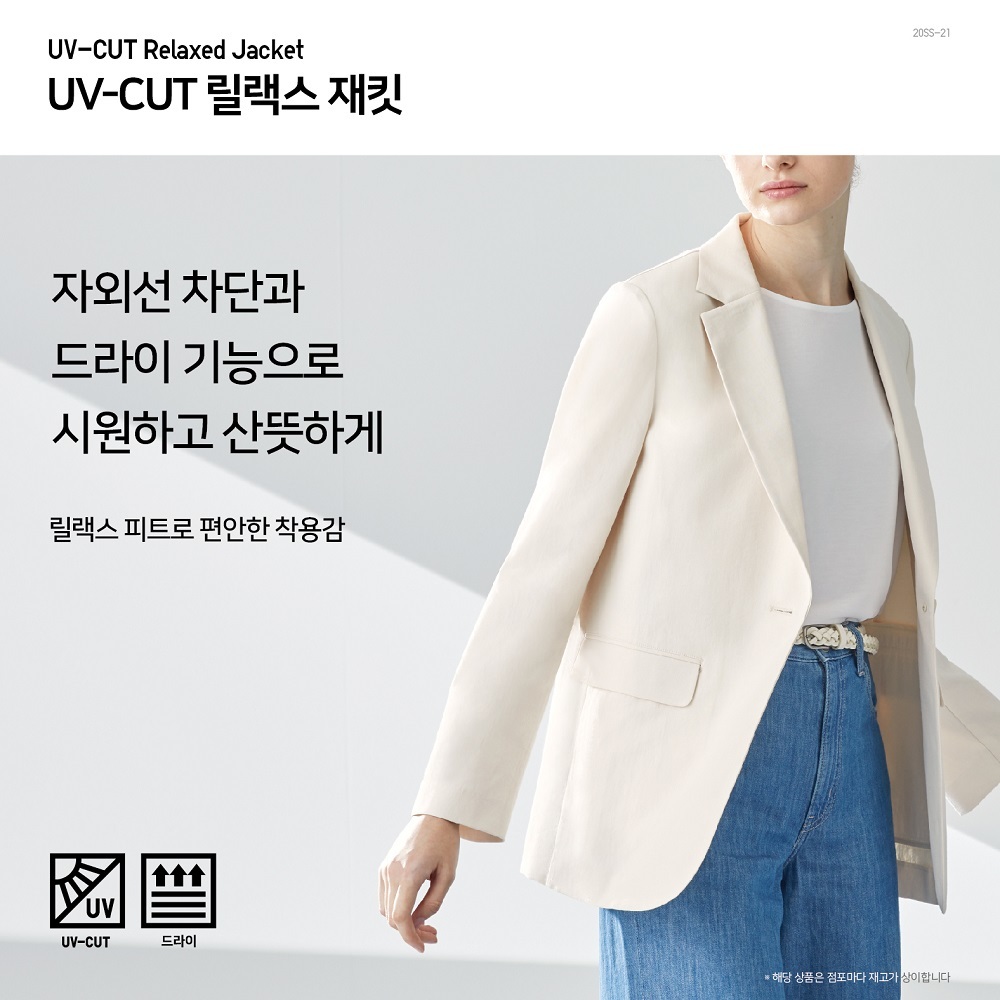 UV-CUT Relaxed Jacket
20SS-21
UV-CUT 릴랙스 재킷
자외선 차단과
드라이 기능으로
시원하고 산뜻하게
릴랙스 피트로 편안한 착용감
UV
UV-CUT
드라이
※ 해당 상품은 점포마다 재고가 상이합니다